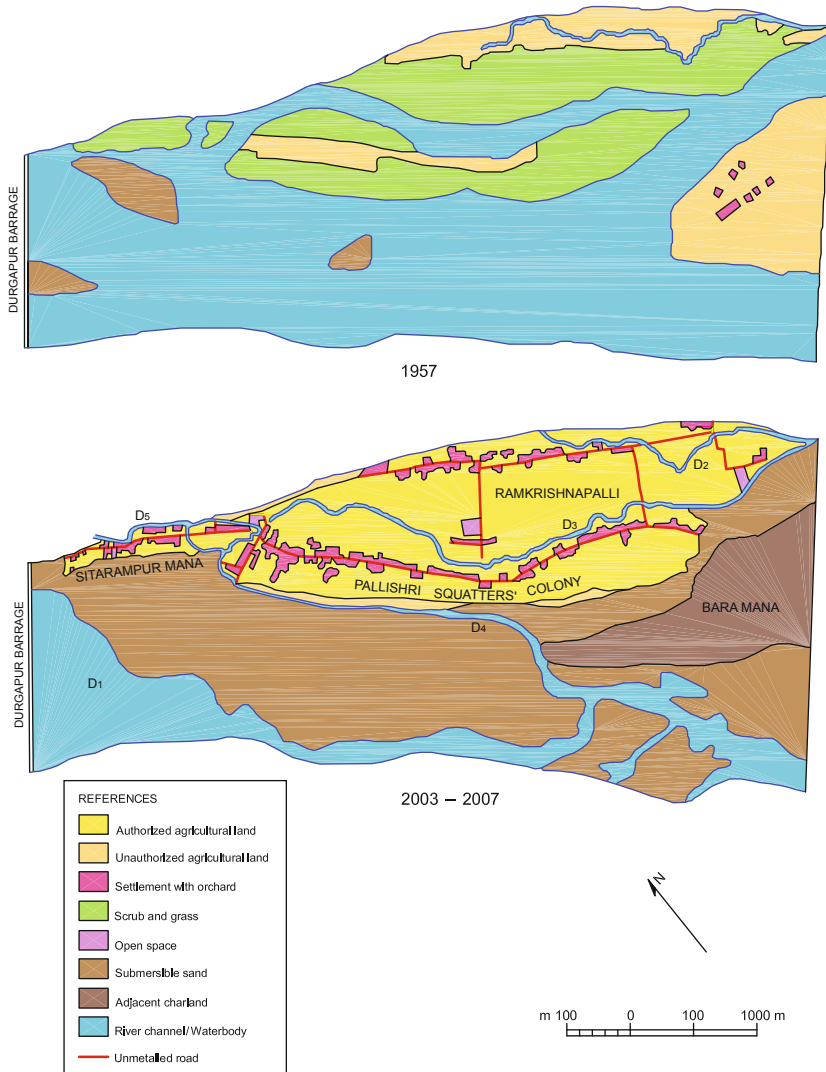 DURGAPUR BARRAGE
1957
D5
D2
RAMKRISHNAPALLI
D3
SITARAMPUR MANA
PALLISHRI SQUATTERS' COLONY
BARA MANA
D4
DURGAPUR BARRAGE
D1
2003 – 2007
REFERENCES
Authorized agricultural land
Unauthorized agricultural land
Settlement with orchard
Scrub and grass
Open space
Submersible sand
Adjacent charland
River channel/Waterbody
Unmetalled road
N
m 100 0 100 1000 m